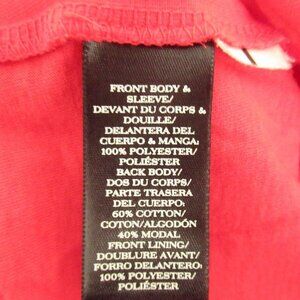 FRONT BODY &
SLEEVE/
DEVANT DU CORPS &
DOUILLE/
DELANTERA DEL
CUERPO & MANGA:
100% POLYESTER/
POLIÉSTER
BACK BODY/
DOS DU CORPS/
PARTE TRASERA
DEL CUERPO:
60% COTTON/
COTON/ALGODÓN
40% MODAL
FRONT LINING/
DOUBLURE AVANT/
FORRO DELANTERO:
100% POLYESTER/
POLIÉSTER